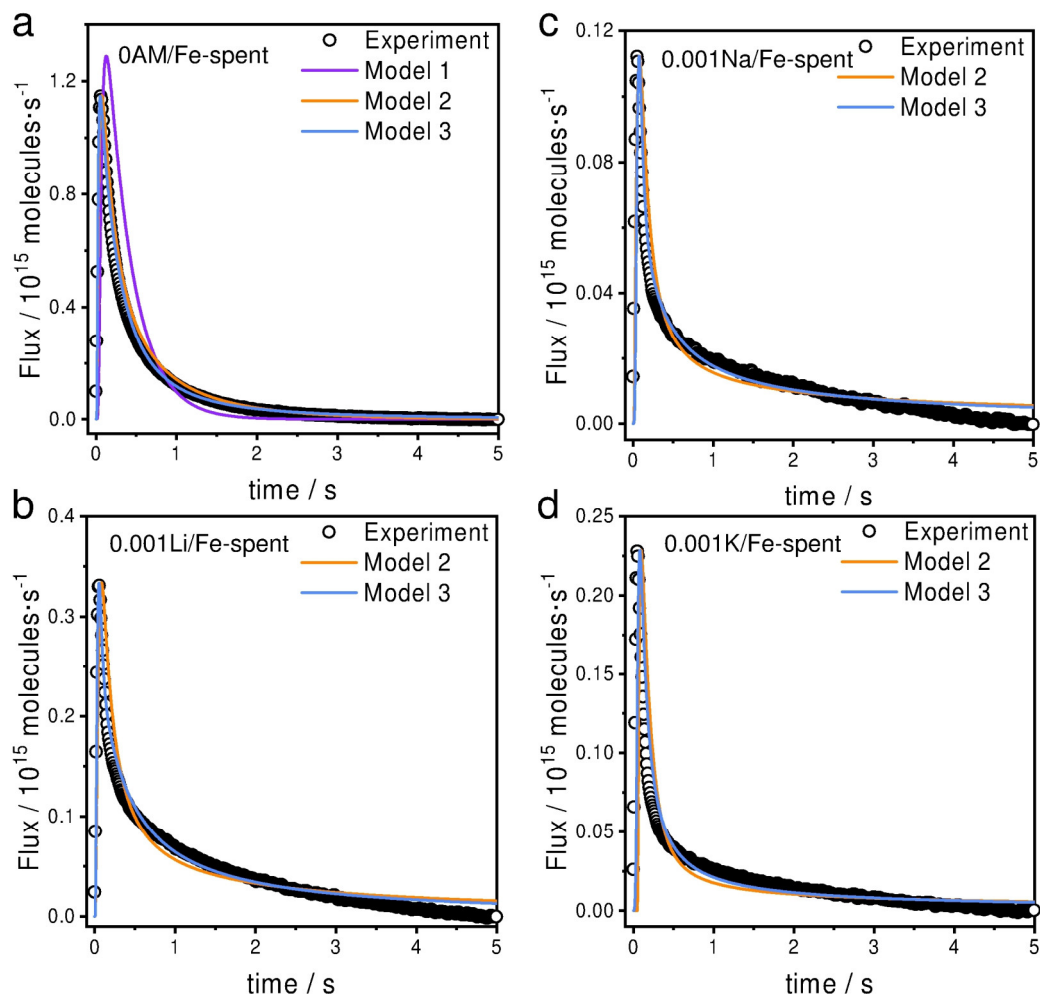 a
0AM/Fe-spent
Experiment
Model 1
Model 2
Model 3
Flux / 10¹⁵ molecules·s⁻¹
1.2
0.8
0.4
0.0
0 1 2 3 4 5
time / s
c
0.001Na/Fe-spent
Experiment
Model 2
Model 3
Flux / 10¹⁵ molecules·s⁻¹
0.12
0.08
0.04
0.00
0 1 2 3 4 5
time / s
b
0.001Li/Fe-spent
Experiment
Model 2
Model 3
Flux / 10¹⁵ molecules·s⁻¹
0.4
0.3
0.2
0.1
0.0
0 1 2 3 4 5
time / s
d
0.001K/Fe-spent
Experiment
Model 2
Model 3
Flux / 10¹⁵ molecules·s⁻¹
0.25
0.20
0.15
0.10
0.05
0.00
0 1 2 3 4 5
time / s